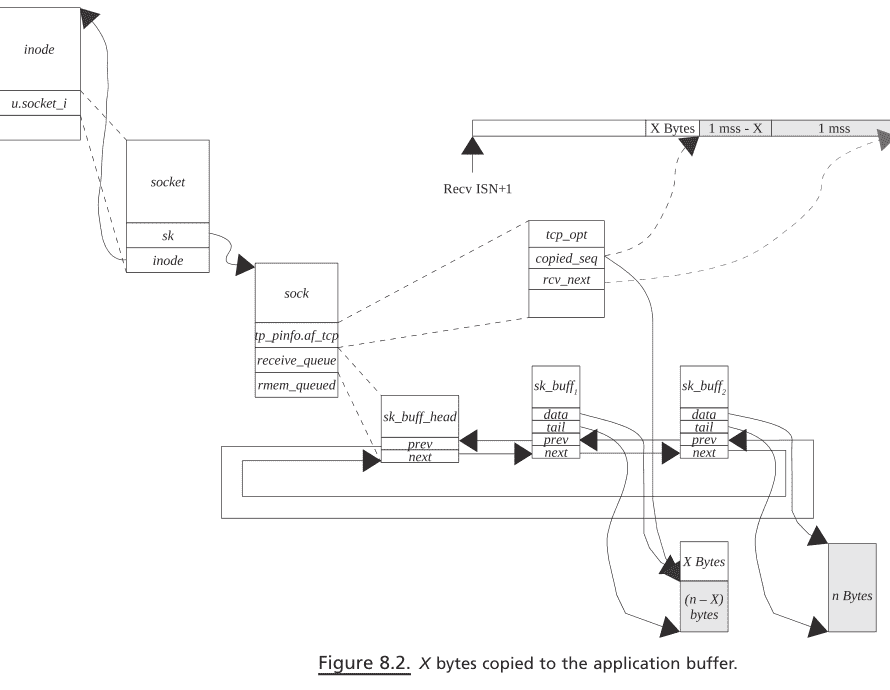 inode
u.socket_i
socket
sk
inode
X Bytes
1 mss - X
1 mss
Recv ISN+1
sock
tp_pinfo.af_tcp
receive_queue
rmem_queued
tcp_opt
copied_seq
rcv_next
sk_buff_head
prev
next
sk_buff1
data
tail
prev
next
sk_buff2
data
tail
prev
next
X Bytes
(n – X)
bytes
n Bytes
Figure 8.2. X bytes copied to the application buffer.